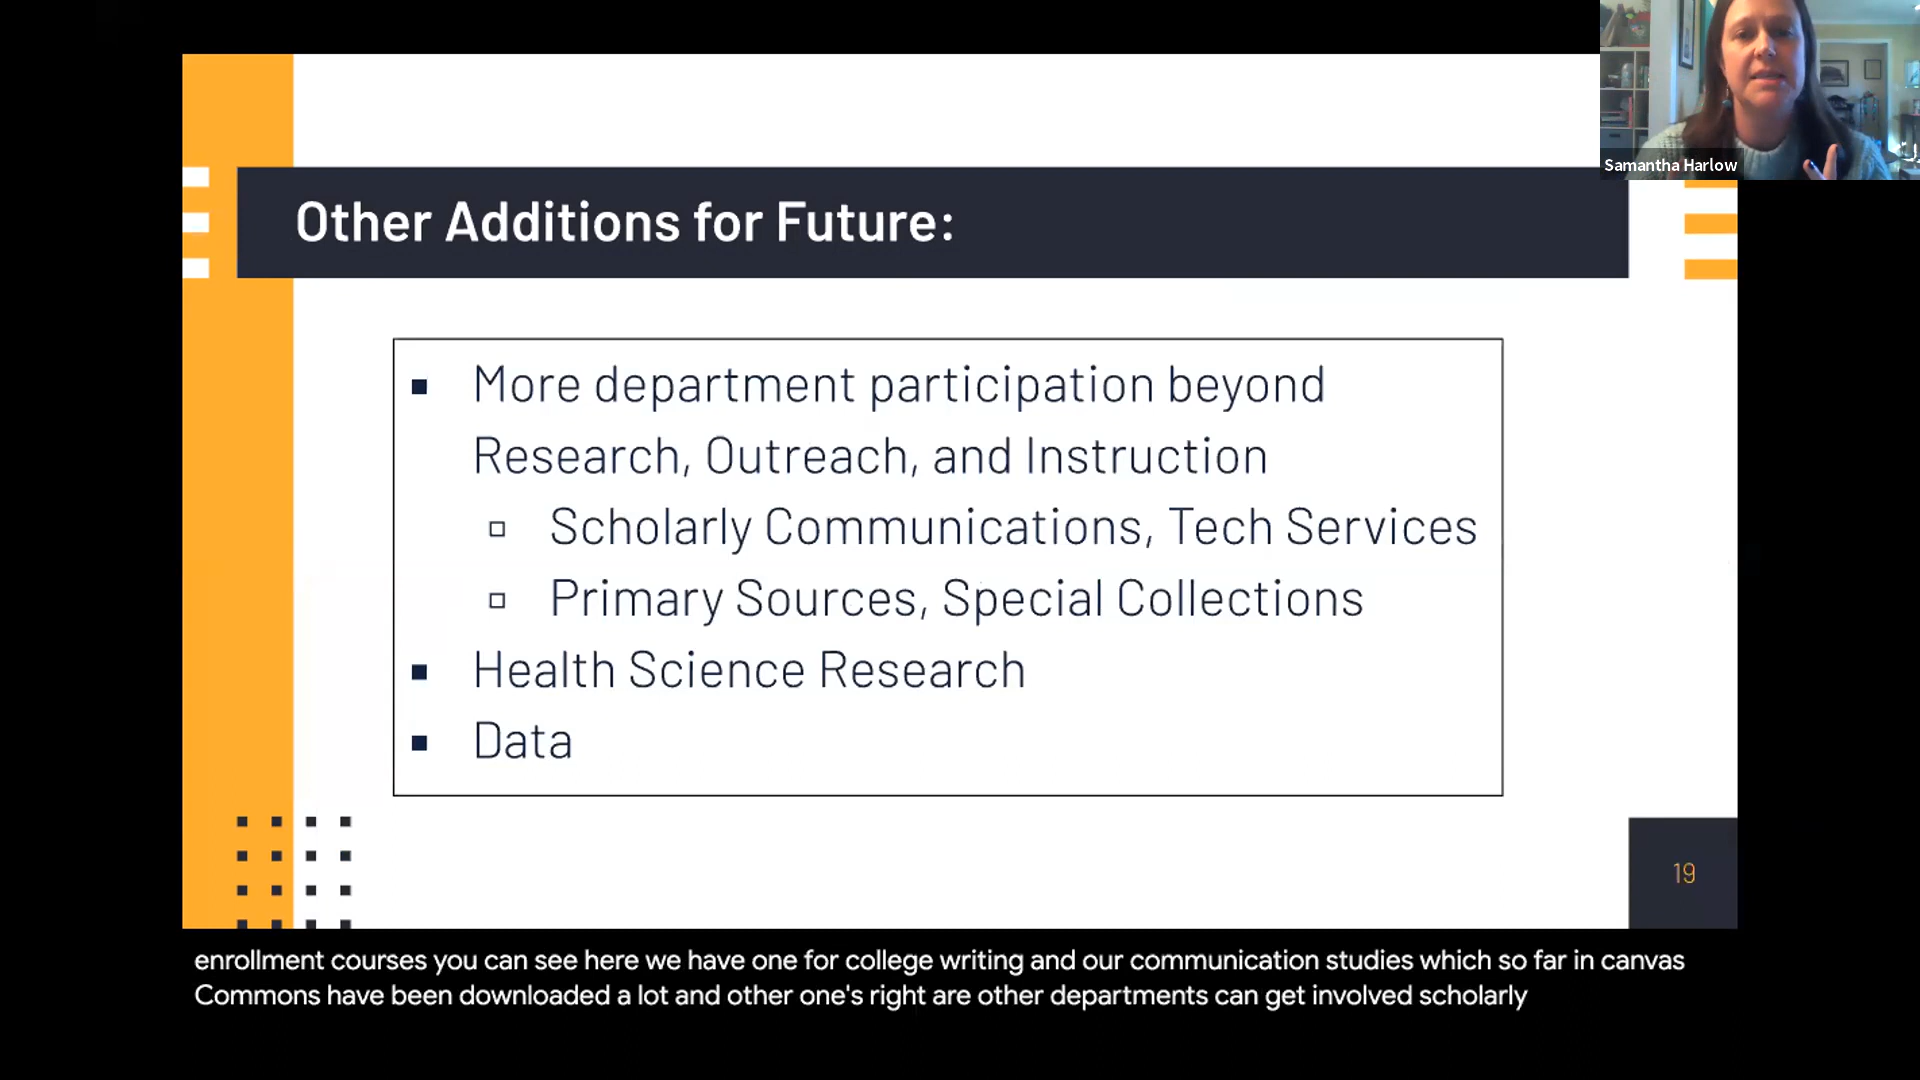 Samantha Harlow
Other Additions for Future:
More department participation beyond
Research, Outreach, and Instruction
Scholarly Communications, Tech Services
Primary Sources, Special Collections
Health Science Research
Data
19
enrollment courses you can see here we have one for college writing and our communication studies which so far in canvas
Commons have been downloaded a lot and other one's right are other departments can get involved scholarly